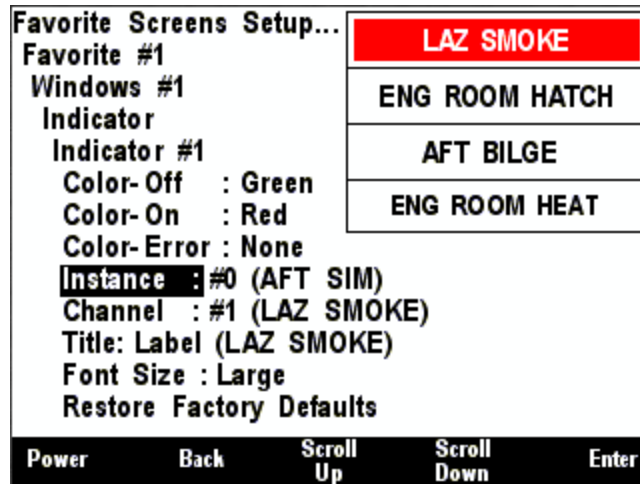 Favorite Screens Setup...
Favorite #1
Windows #1
Indicator
Indicator #1
Color-Off : Green
Color-On : Red
Color-Error : None
Instance : #0 (AFT SIM)
Channel : #1 (LAZ SMOKE)
Title: Label (LAZ SMOKE)
Font Size : Large
Restore Factory Defaults
LAZ SMOKE
ENG ROOM HATCH
AFT BILGE
ENG ROOM HEAT
Power
Back
Scroll
Up
Scroll
Down
Enter